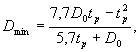 D_min = (7,7D_0t_p − t_p^2) / (5,7t_p + D_0),